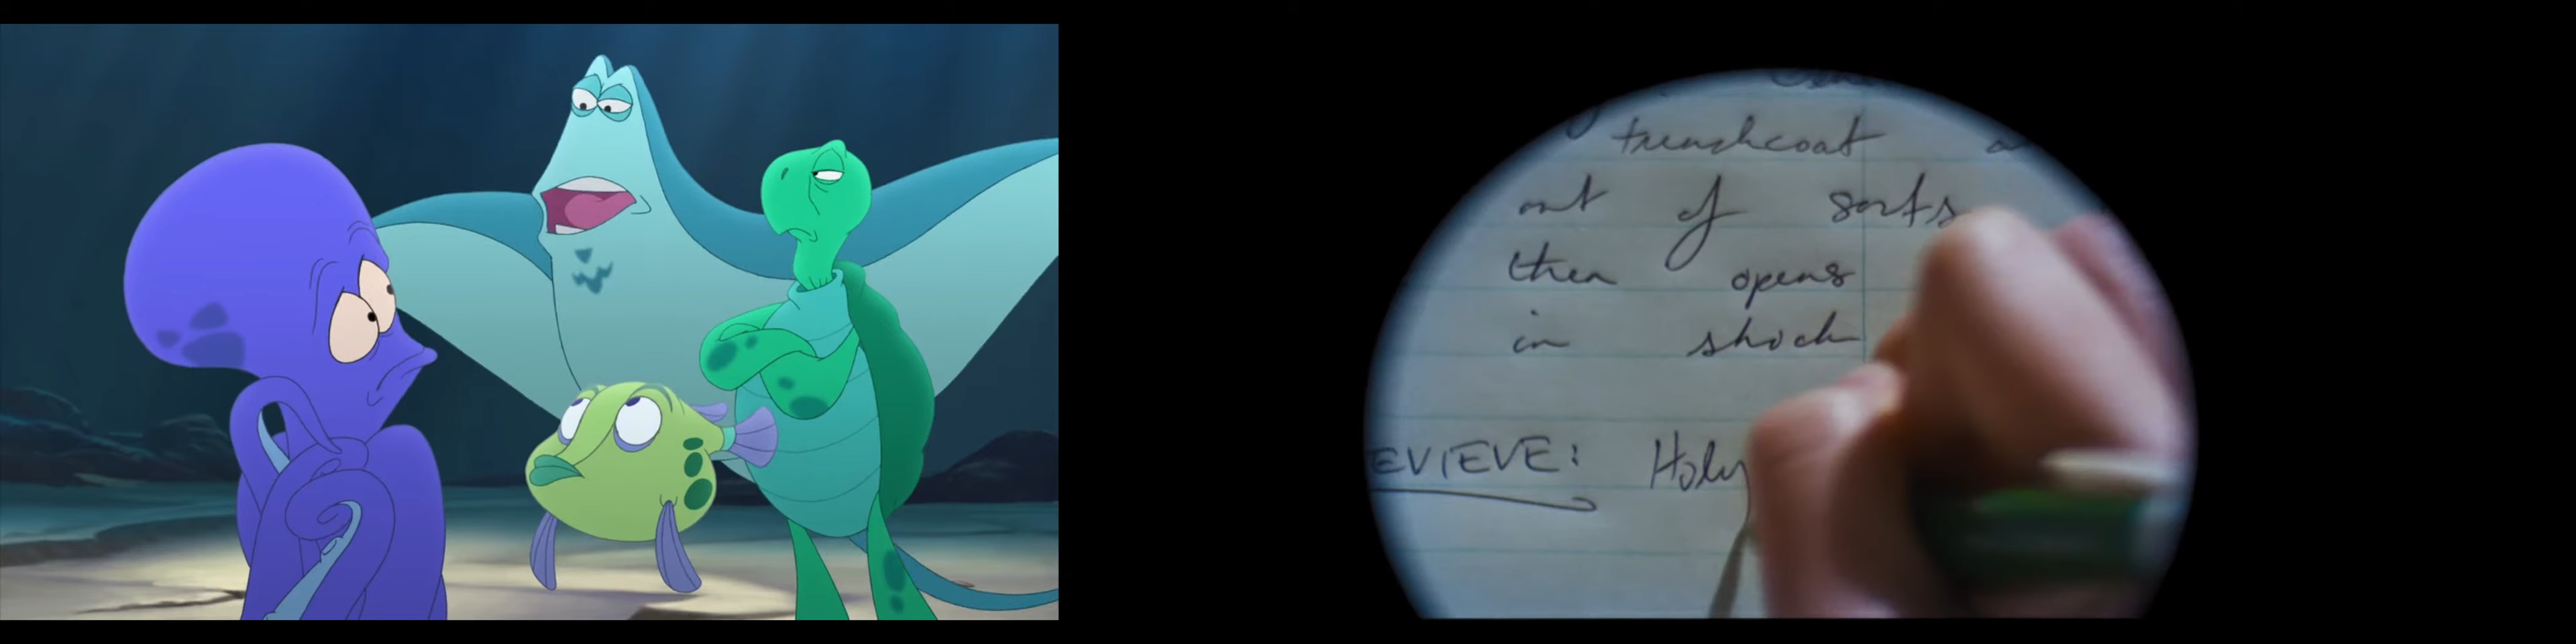 trenchcoat
out of sorts
then opens
in shock
EVIEVE: Holy